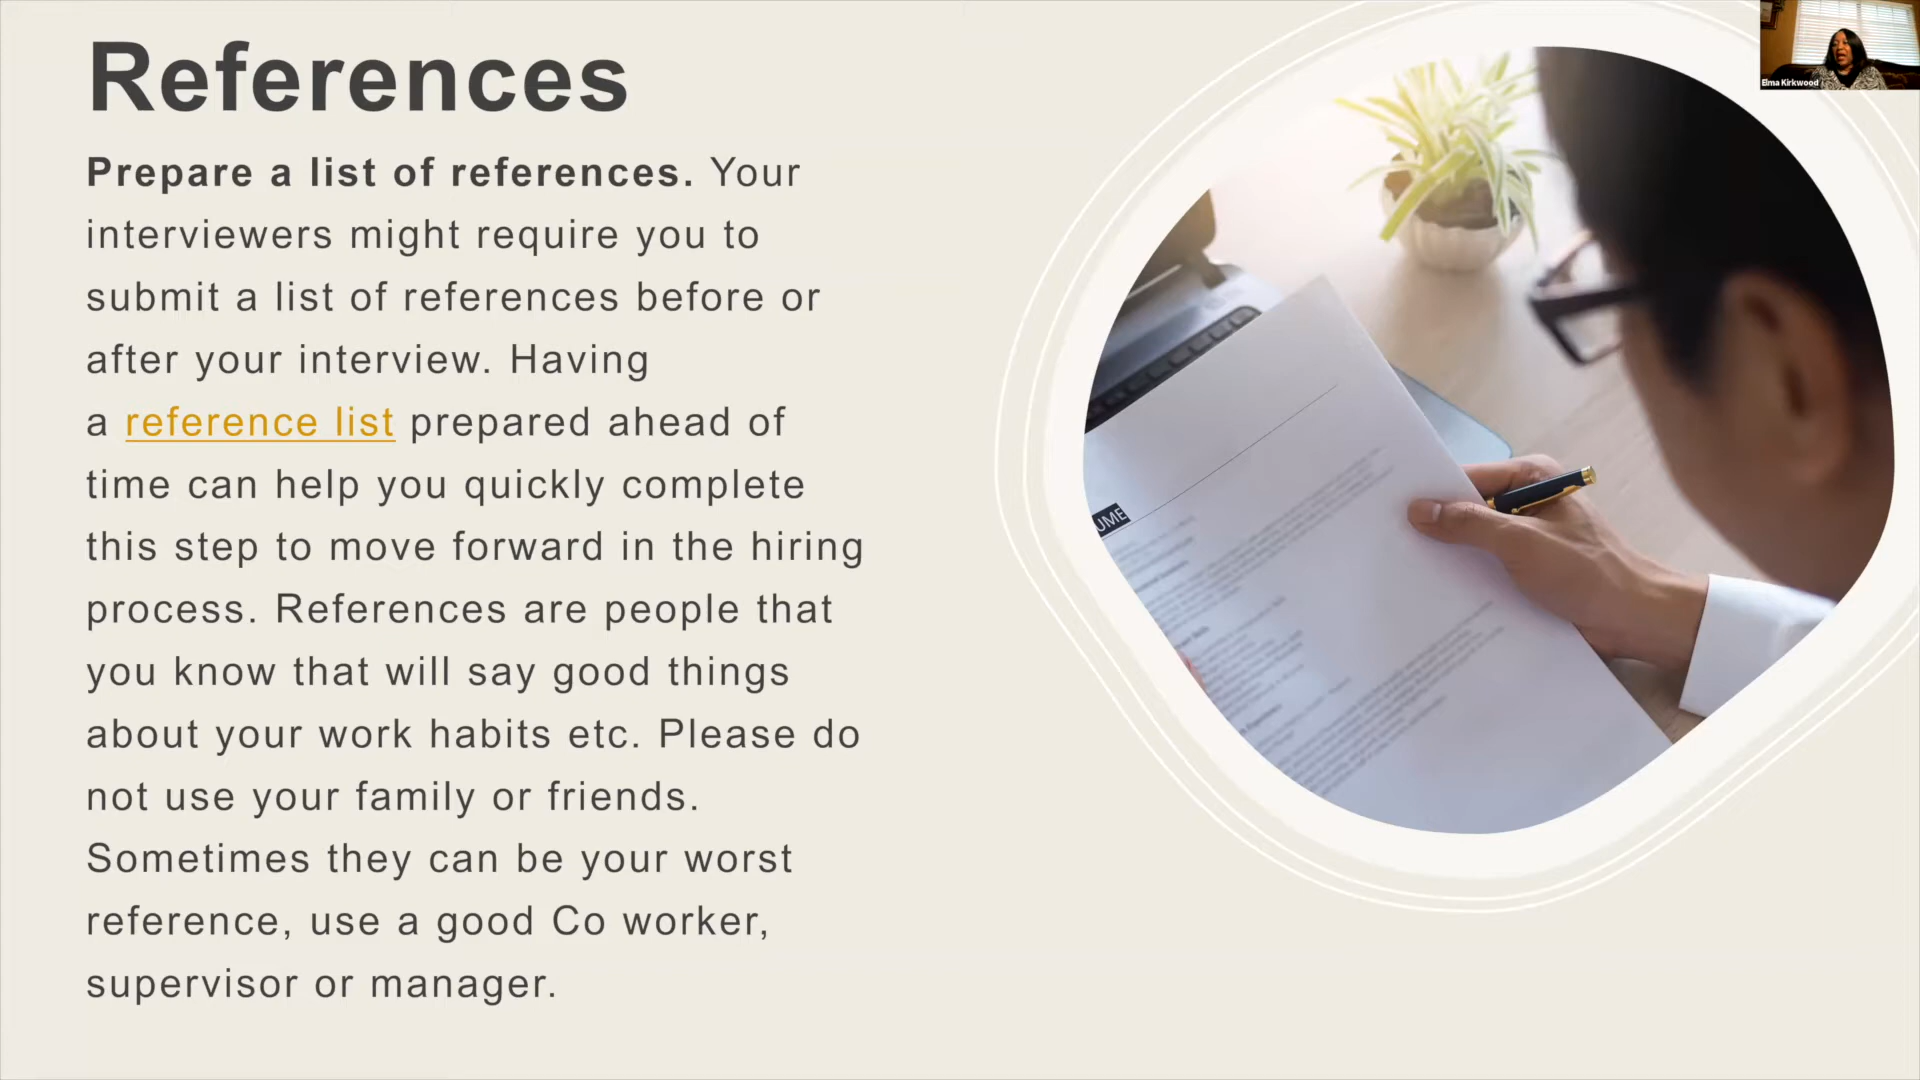 References
Prepare a list of references. Your
interviewers might require you to
submit a list of references before or
after your interview. Having
a reference list prepared ahead of
time can help you quickly complete
this step to move forward in the hiring
process. References are people that
you know that will say good things
about your work habits etc. Please do
not use your family or friends.
Sometimes they can be your worst
reference, use a good Co worker,
supervisor or manager.
UME
Elma Kirkwood